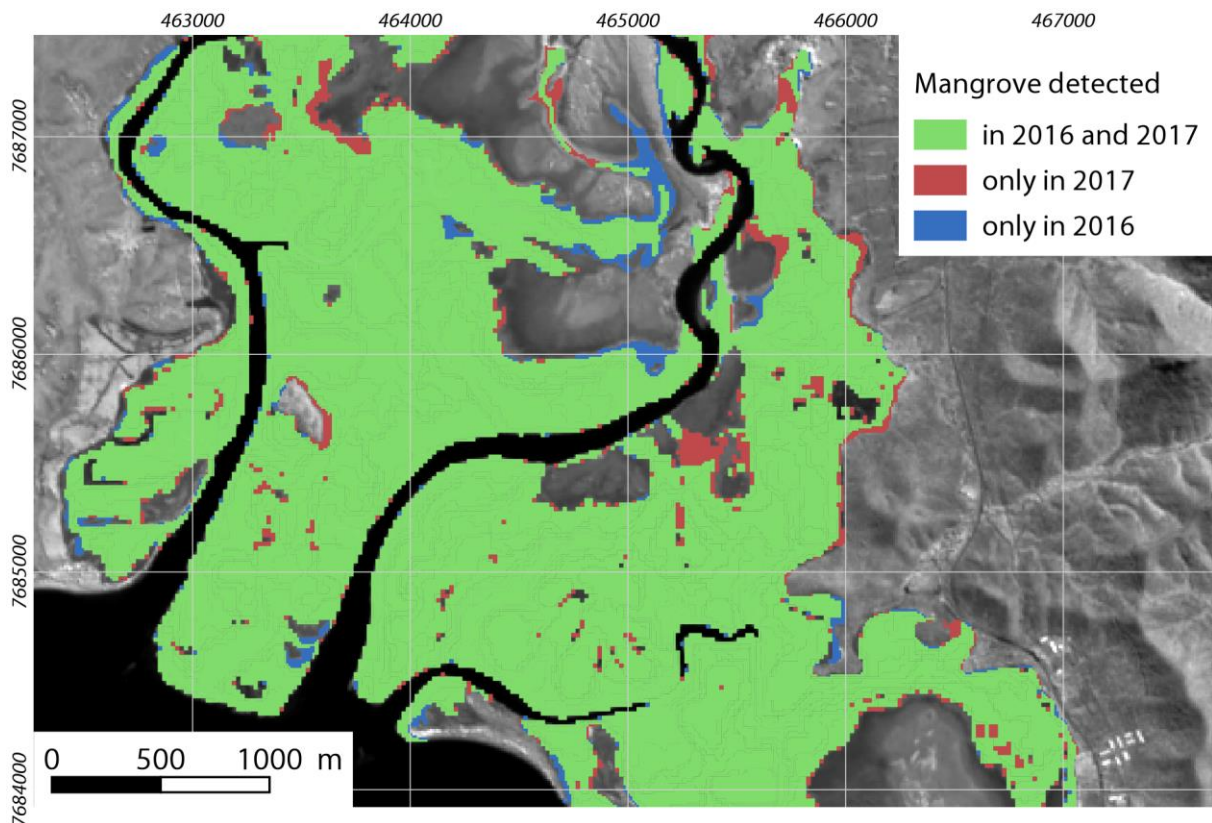 463000 464000 465000 466000 467000
Mangrove detected
in 2016 and 2017
only in 2017
only in 2016
7687000
7686000
7685000
7684000
0 500 1000 m